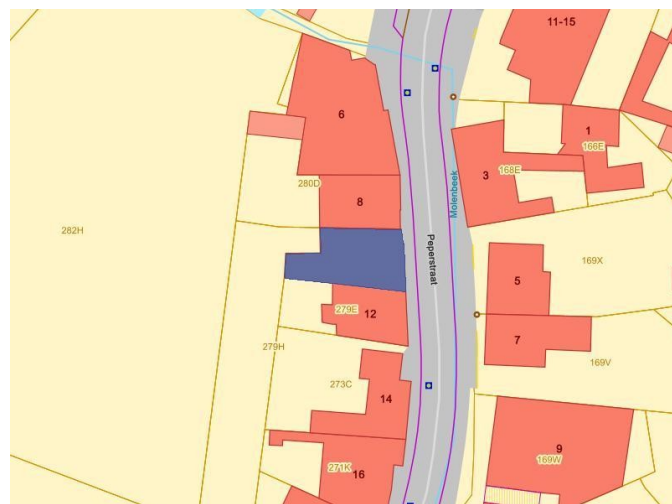 11-15
1
166E
6
3
168E
280D
8
Molenbeek
282H
Peperstraat
169X
5
279E
12
279H
7
169V
273C
14
9
169W
271K
16